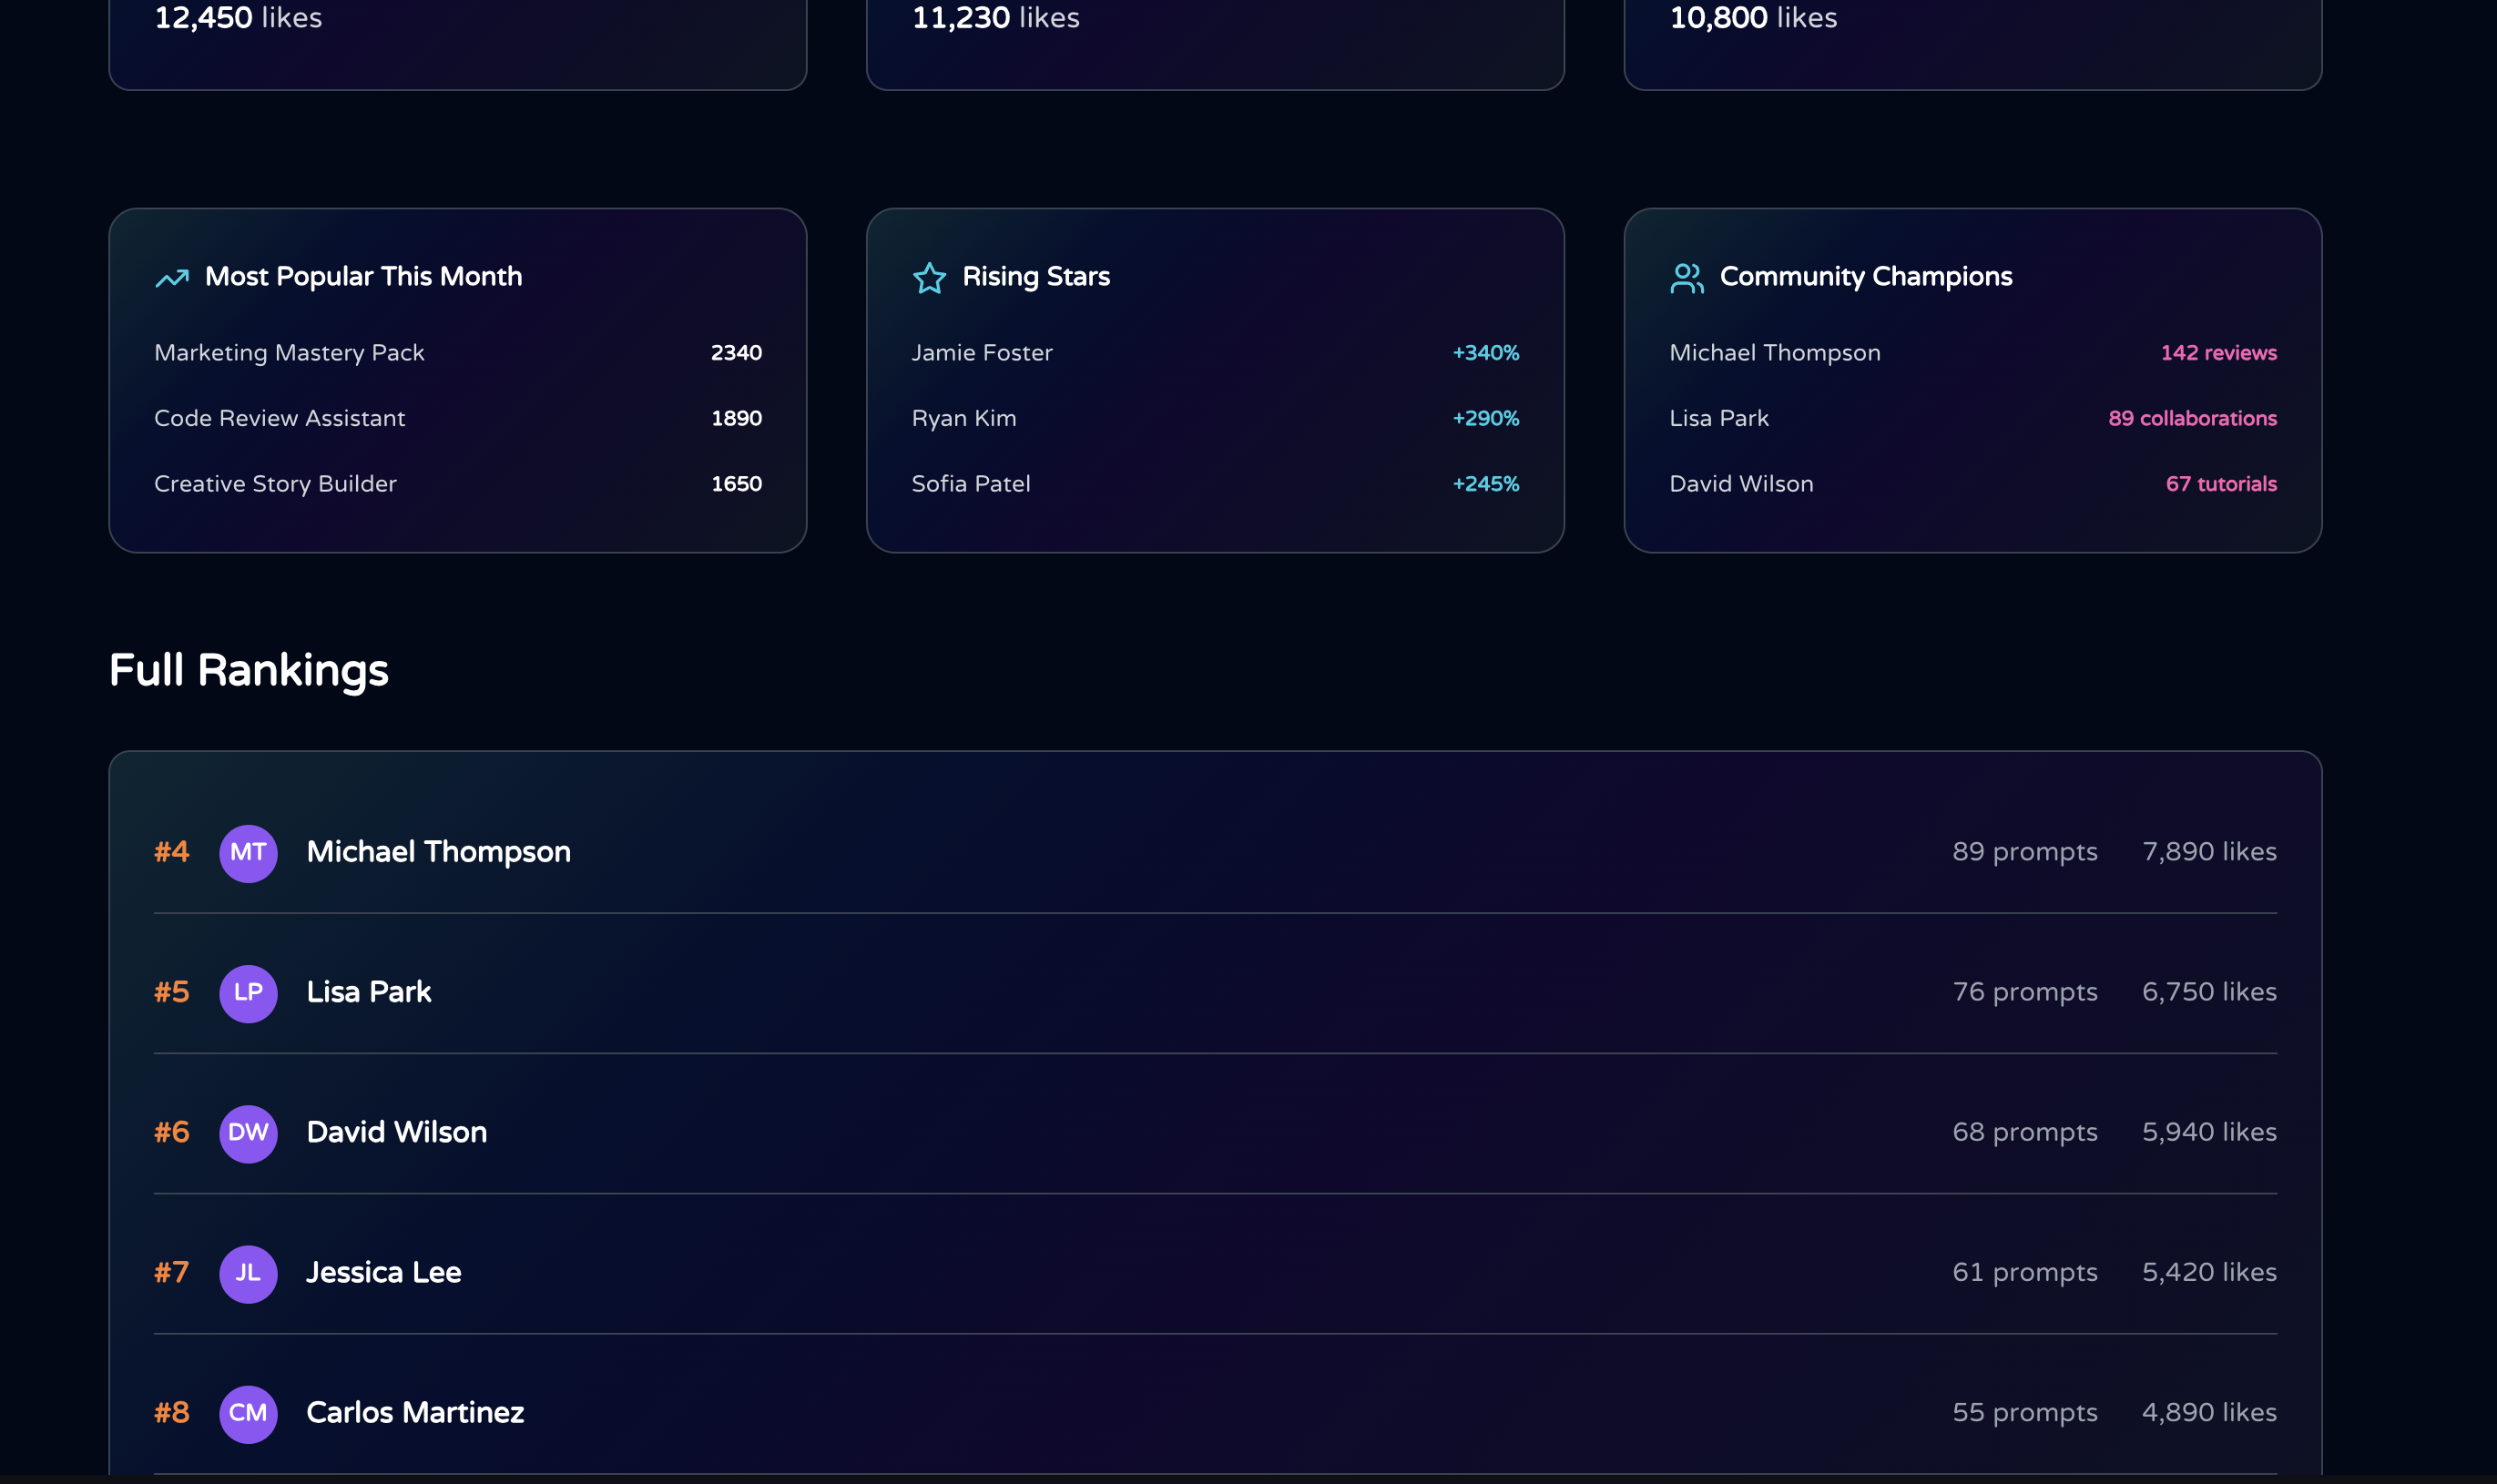 12,450 likes
11,230 likes
10,800 likes
Most Popular This Month
Marketing Mastery Pack 2340
Code Review Assistant 1890
Creative Story Builder 1650
Rising Stars
Jamie Foster +340%
Ryan Kim +290%
Sofia Patel +245%
Community Champions
Michael Thompson 142 reviews
Lisa Park 89 collaborations
David Wilson 67 tutorials
Full Rankings
#4 MT Michael Thompson 89 prompts 7,890 likes
#5 LP Lisa Park 76 prompts 6,750 likes
#6 DW David Wilson 68 prompts 5,940 likes
#7 JL Jessica Lee 61 prompts 5,420 likes
#8 CM Carlos Martinez 55 prompts 4,890 likes